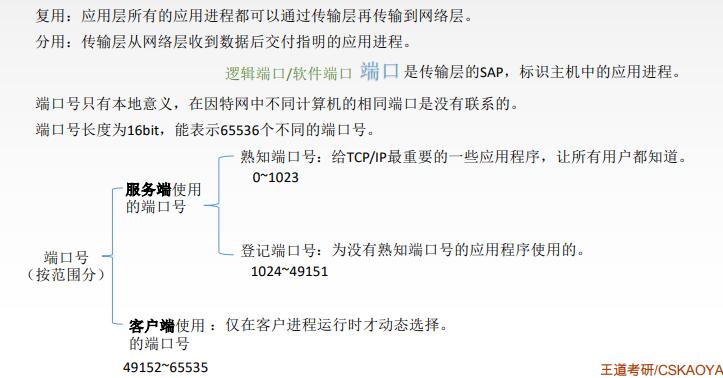 复用：应用层所有的应用进程都可以通过传输层再传输到网络层。
分用：传输层从网络层收到数据后交付指明的应用进程。
逻辑端口/软件端口 端口 是传输层的SAP，标识主机中的应用进程。
端口号只有本地意义，在因特网中不同计算机的相同端口是没有联系的。
端口号长度为16bit，能表示65536个不同的端口号。
熟知端口号：给TCP/IP最重要的一些应用程序，让所有用户都知道。
0~1023
服务端使用
的端口号
登记端口号：为没有熟知端口号的应用程序使用的。
1024~49151
端口号
（按范围分）
客户端使用：仅在客户进程运行时才动态选择。
的端口号
49152~65535
王道考研/CSKAOYA